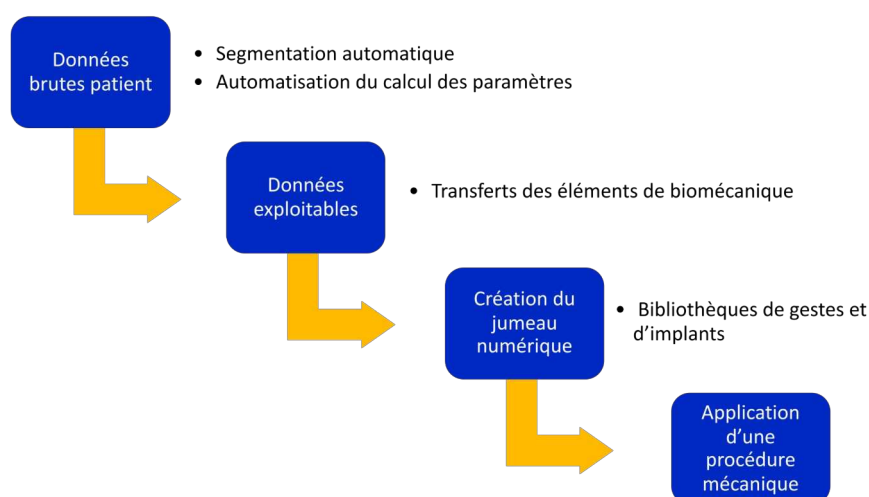 Données
brutes patient
• Segmentation automatique
• Automatisation du calcul des paramètres
Données
exploitables
• Transferts des éléments de biomécanique
Création du
jumeau
numérique
• Bibliothèques de gestes et
d’implants
Application
d’une
procédure
mécanique